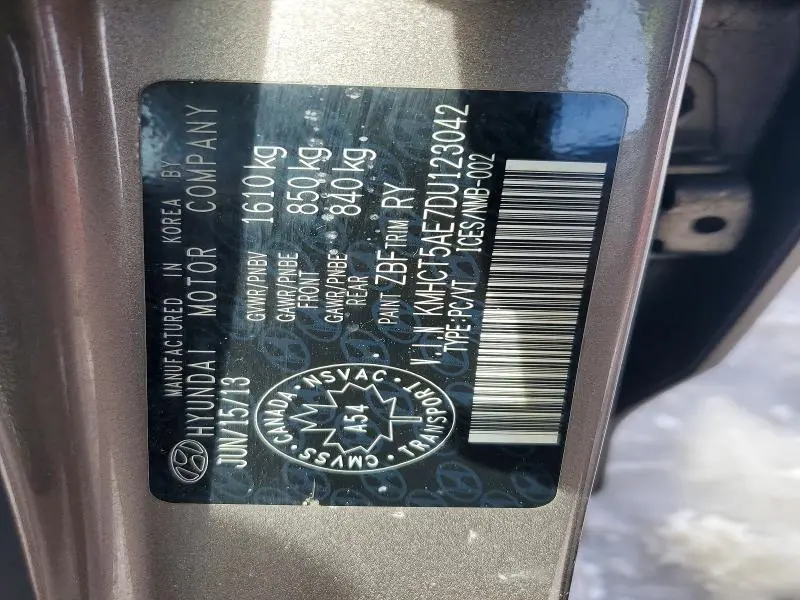 MANUFACTURED IN KOREA BY
HYUNDAI MOTOR COMPANY
JUN/15/13
GVWR/PNBV 1610 kg
GAWR/PNBE FRONT 850 kg
GAWR/PNBE REAR 840 kg
PAINT ZBF TRIM RY
V.I.N KMHCT5AE7DU123042
TYPE:PC/VT ICES/NMB-002
CANADA · NSVAC · TRANSPORT · CMVSS ·
A54